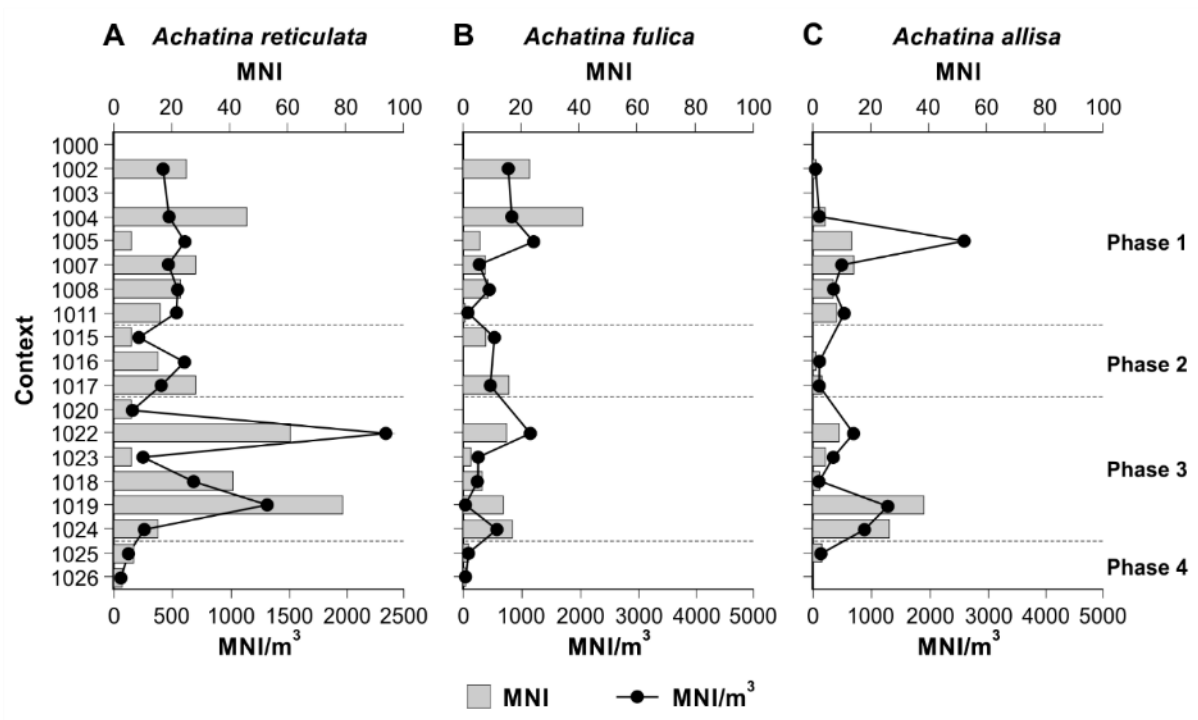 A Achatina reticulata B Achatina fulica C Achatina allisa
MNI MNI MNI
0 20 40 60 80 100 0 20 40 60 80 100 0 20 40 60 80 100
Context
1000
1002
1003
1004
1005
1007
1008
1011
1015
1016
1017
1020
1022
1023
1018
1019
1024
1025
1026
Phase 1
Phase 2
Phase 3
Phase 4
0 500 1000 1500 2000 2500 0 1000 2000 3000 4000 5000 0 1000 2000 3000 4000 5000
MNI/m³ MNI/m³ MNI/m³
MNI MNI/m³